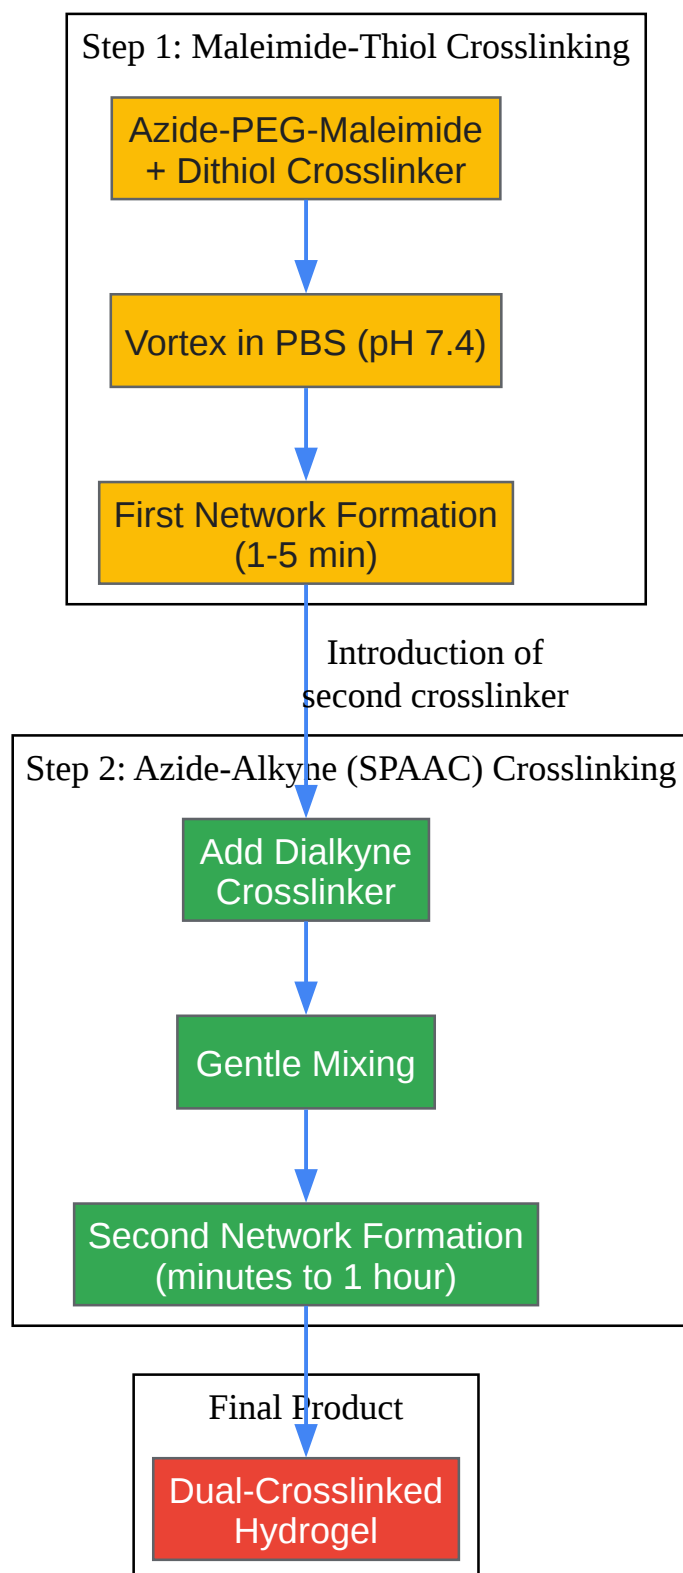 Step 1: Maleimide-Thiol Crosslinking
Azide-PEG-Maleimide
+ Dithiol Crosslinker
Vortex in PBS (pH 7.4)
First Network Formation
(1-5 min)
Introduction of
second crosslinker
Step 2: Azide-Alkyne (SPAAC) Crosslinking
Add Dialkyne
Crosslinker
Gentle Mixing
Second Network Formation
(minutes to 1 hour)
Final Product
Dual-Crosslinked
Hydrogel